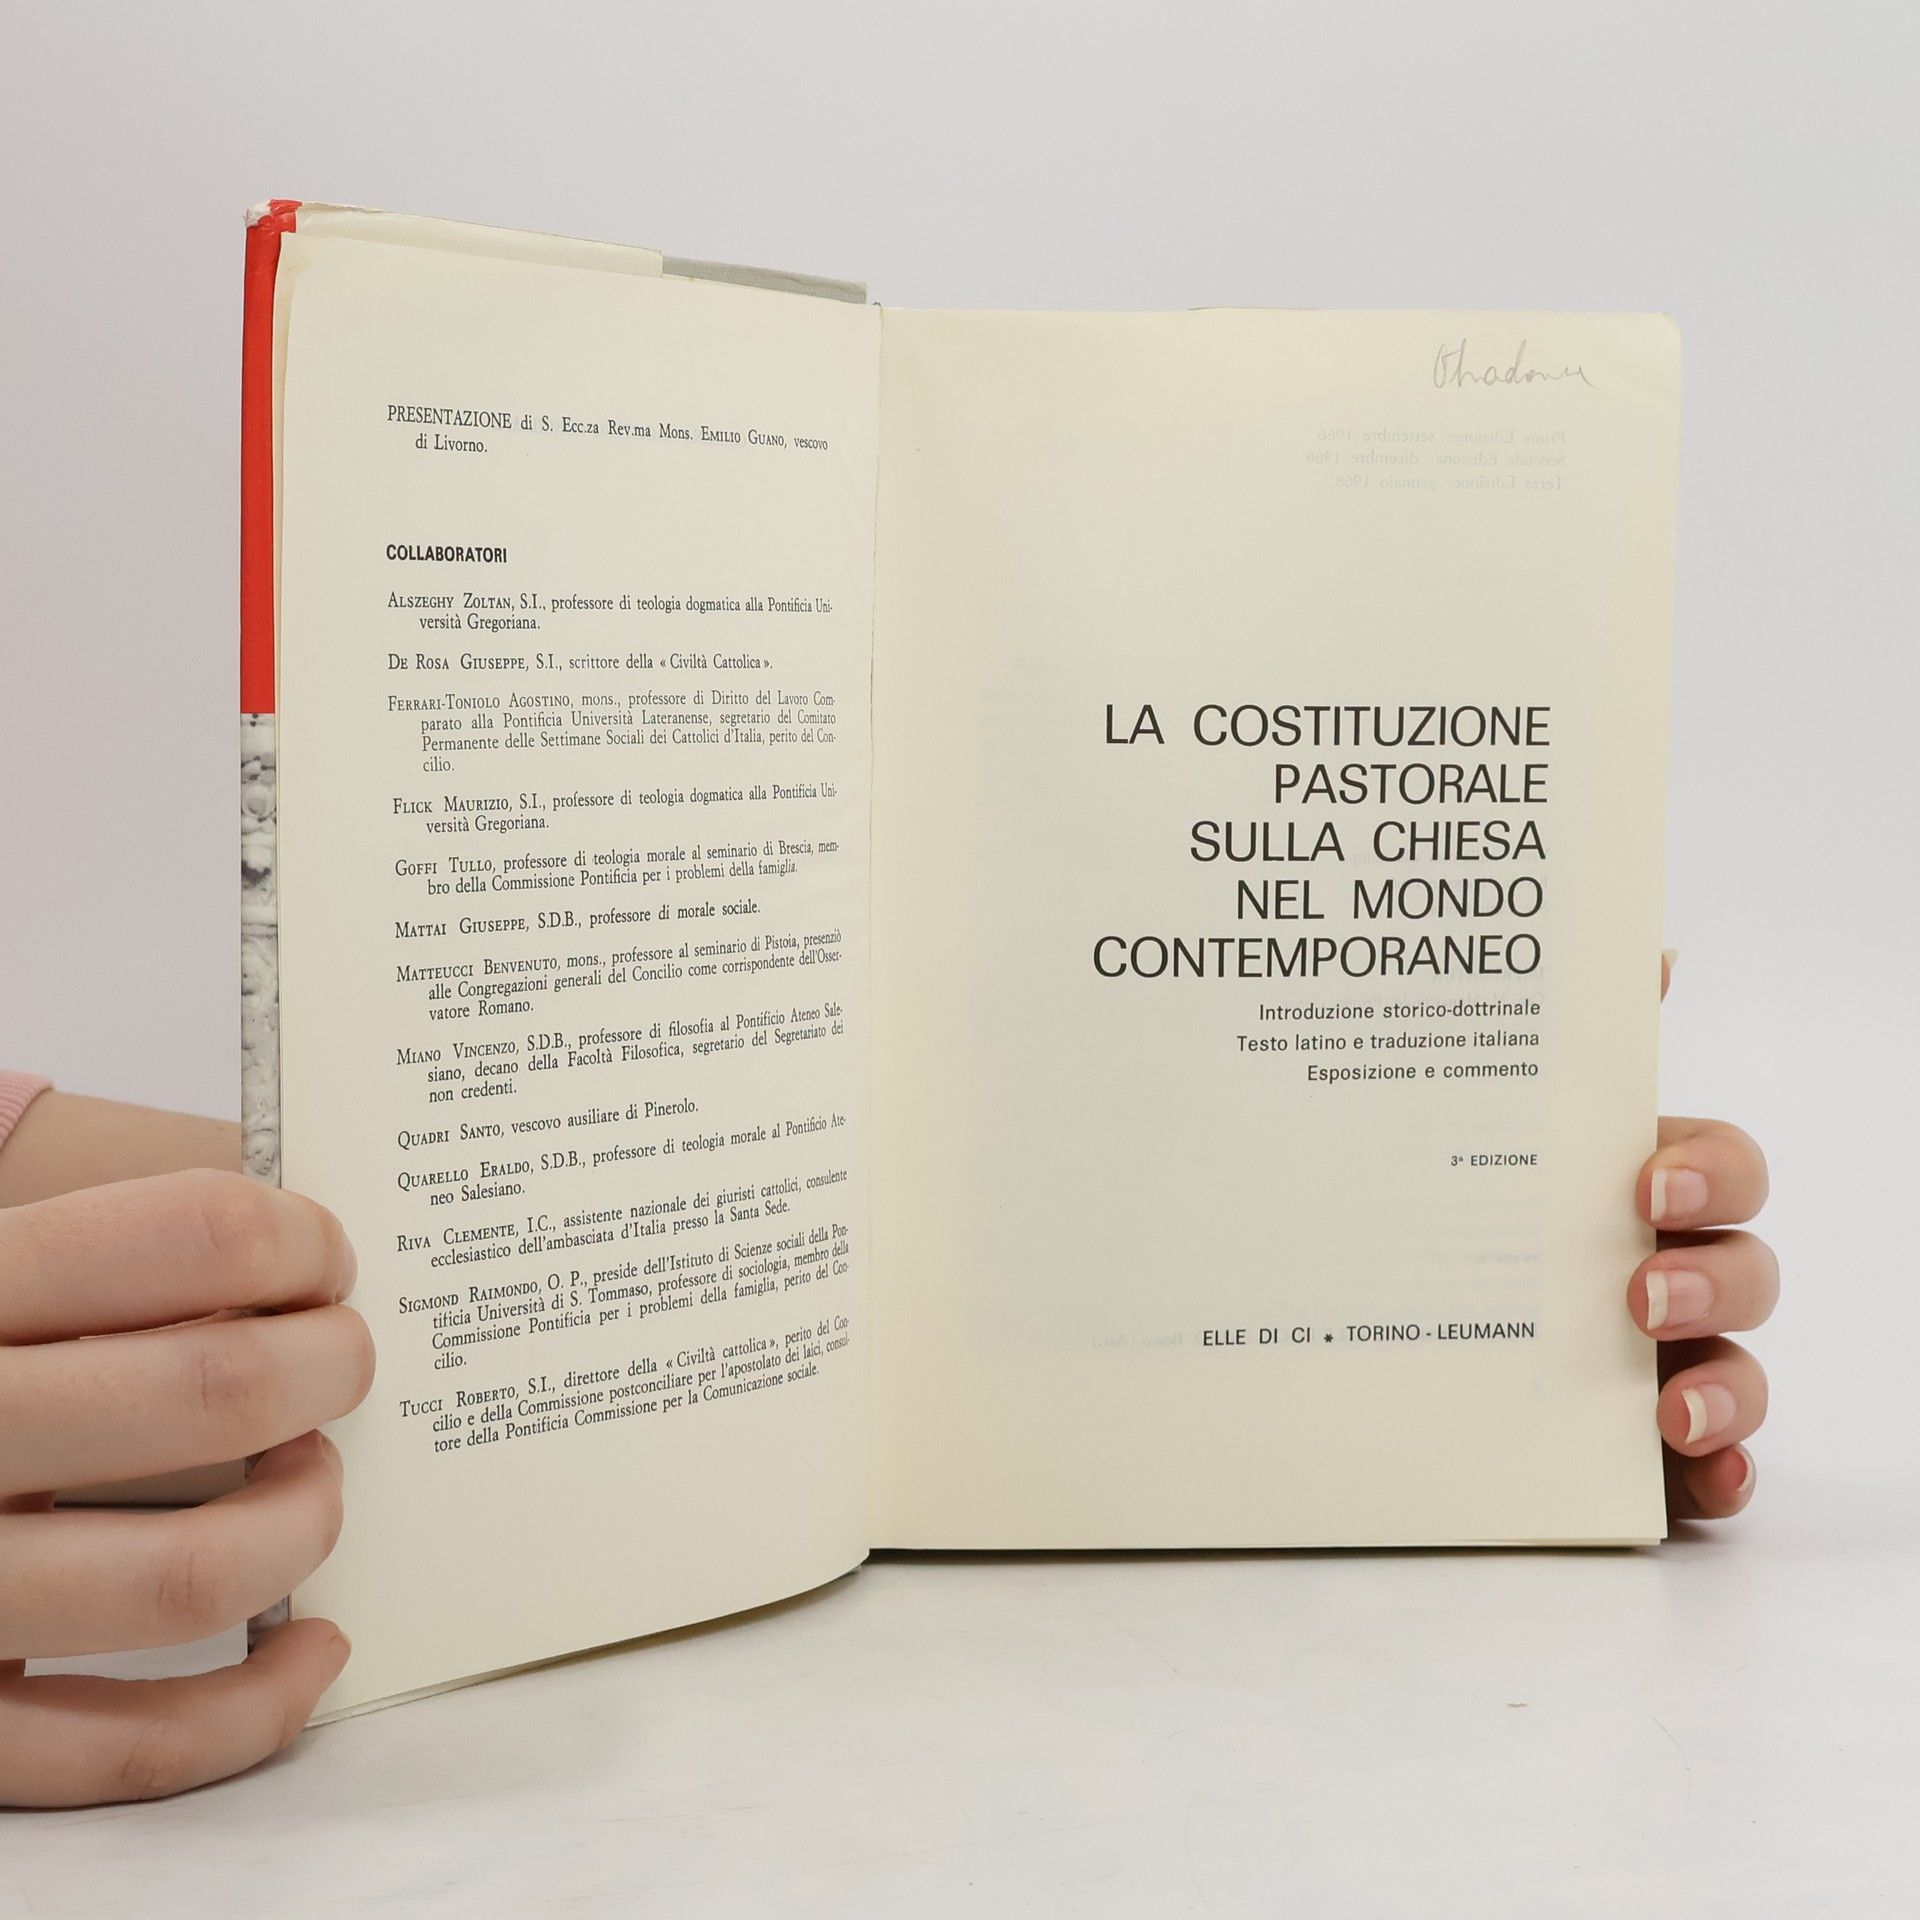 PRESENTAZIONE di S. Ecc.za Rev.ma Mons. EMILIO GUANO, vescovo
di Livorno.
COLLABORATORI
ALSZEGHY ZOLTAN, S.I., professore di teologia dogmatica alla Pontificia Uni-
versità Gregoriana.
DE ROSA GIUSEPPE, S.I., scrittore della « Civiltà Cattolica ».
FERRARI-TONIOLO AGOSTINO, mons., professore di Diritto del Lavoro Com-
parato alla Pontificia Università Lateranense, segretario del Comitato
Permanente delle Settimane Sociali dei Cattolici d'Italia, perito del Con-
cilio.
FLICK MAURIZIO, S.I., professore di teologia dogmatica alla Pontificia Uni-
versità Gregoriana.
GOFFI TULLO, professore di teologia morale al seminario di Brescia, mem-
bro della Commissione Pontificia per i problemi della famiglia.
MATTAI GIUSEPPE, S.D.B., professore di morale sociale.
MATTEUCCI BENVENUTO, mons., professore al seminario di Pistoia, presenziò
alle Congregazioni generali del Concilio come corrispondente dell'Osser-
vatore Romano.
MIANO VINCENZO, S.D.B., professore di filosofia al Pontificio Ateneo Sale-
siano, decano della Facoltà Filosofica, segretario del Segretariato dei
non credenti.
QUADRI SANTO, vescovo ausiliare di Pinerolo.
QUARELLO ERALDO, S.D.B., professore di teologia morale al Pontificio Ate-
neo Salesiano.
RIVA CLEMENTE, I.C., assistente nazionale dei giuristi cattolici, consulente
ecclesiastico dell'ambasciata d'Italia presso la Santa Sede.
SIGMOND RAIMONDO, O. P., preside dell'Istituto di Scienze sociali della Pon-
tificia Università di S. Tommaso, professore di sociologia, membro della
Commissione Pontificia per i problemi della famiglia, perito del Con-
cilio.
TUCCI ROBERTO, S.I., direttore della « Civiltà cattolica », perito del Con-
cilio e della Commissione postconciliare per l'apostolato dei laici, consul-
tore della Pontificia Commissione per la Comunicazione sociale.
Prima Edizione: settembre 1966
Seconda Edizione: dicembre 1966
Terza Edizione: gennaio 1968
LA COSTITUZIONE
PASTORALE
SULLA CHIESA
NEL MONDO
CONTEMPORANEO
Introduzione storico-dottrinale
Testo latino e traduzione italiana
Esposizione e commento
3ª EDIZIONE
ELLE DI CI * TORINO - LEUMANN